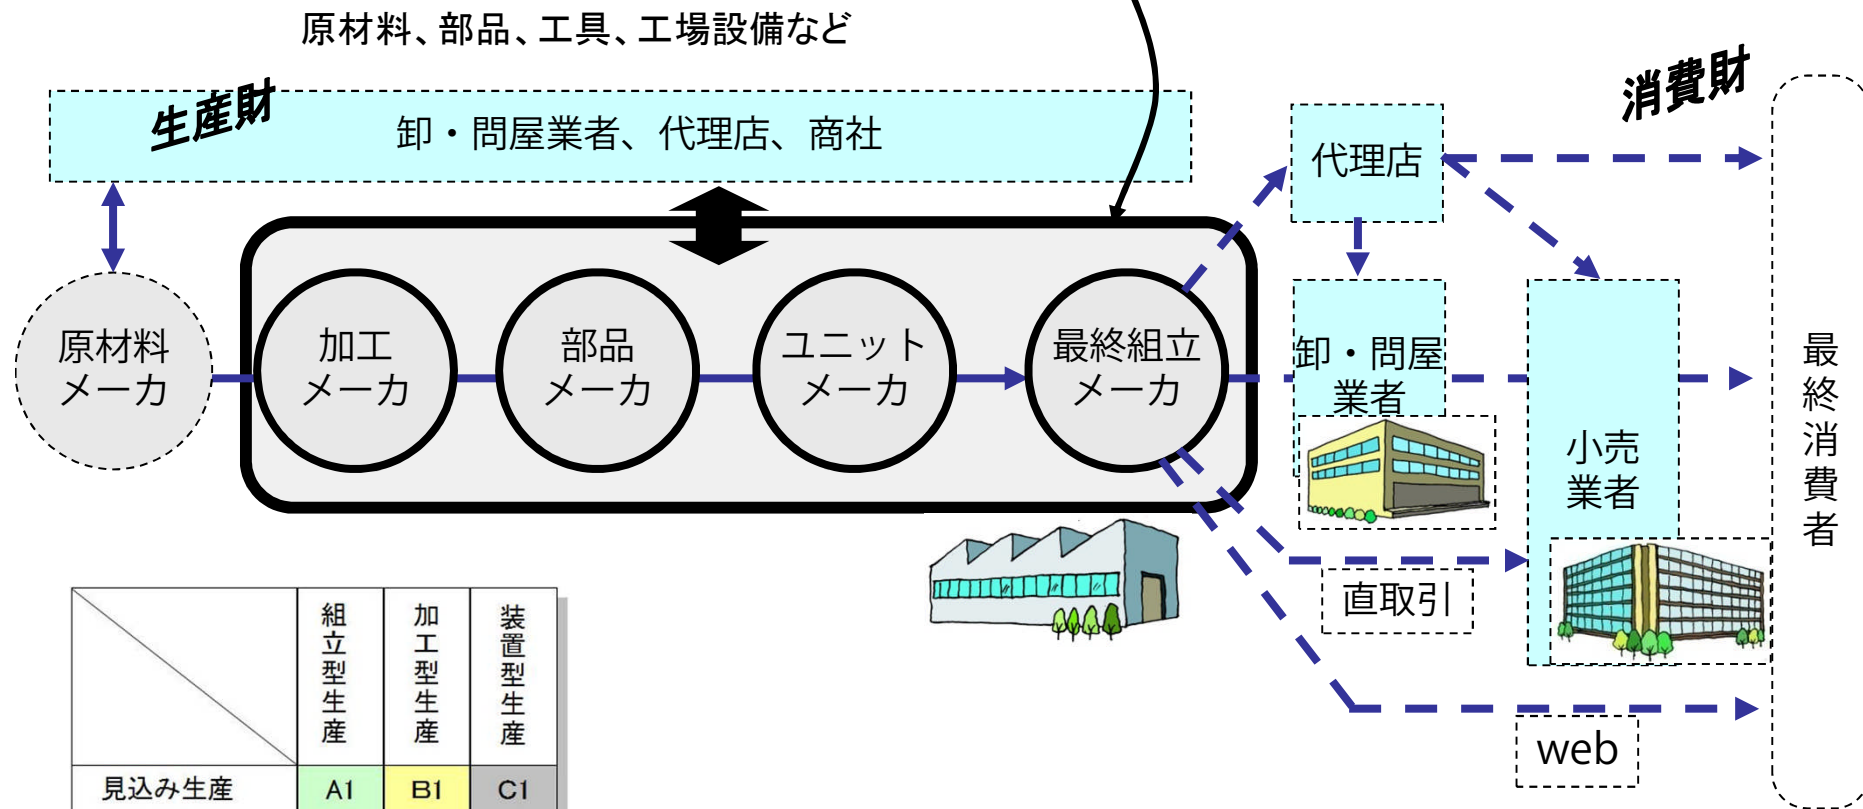 原材料、部品、工具、工場設備など
生産財
卸・問屋業者、代理店、商社
消費財
代理店
原材料
メーカ
加工
メーカ
部品
メーカ
ユニット
メーカ
最終組立
メーカ
卸・問屋
業者
小売
業者
最終消費者
直取引
web
組立型生産
加工型生産
装置型生産
見込み生産
A1
B1
C1